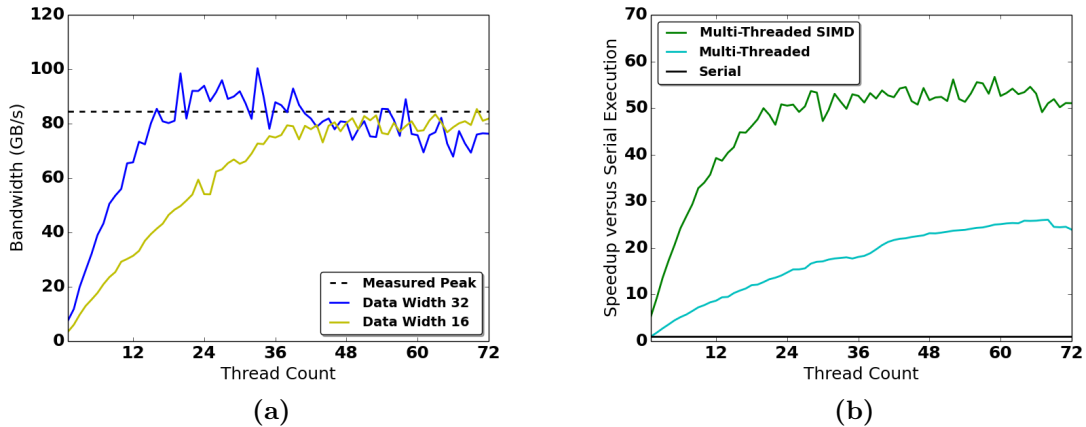 120
100
80
60
40
20
0
Bandwidth (GB/s)
Measured Peak
Data Width 32
Data Width 16
12 24 36 48 60 72
Thread Count
(a)
70
60
50
40
30
20
10
0
Speedup versus Serial Execution
Multi-Threaded SIMD
Multi-Threaded
Serial
12 24 36 48 60 72
Thread Count
(b)